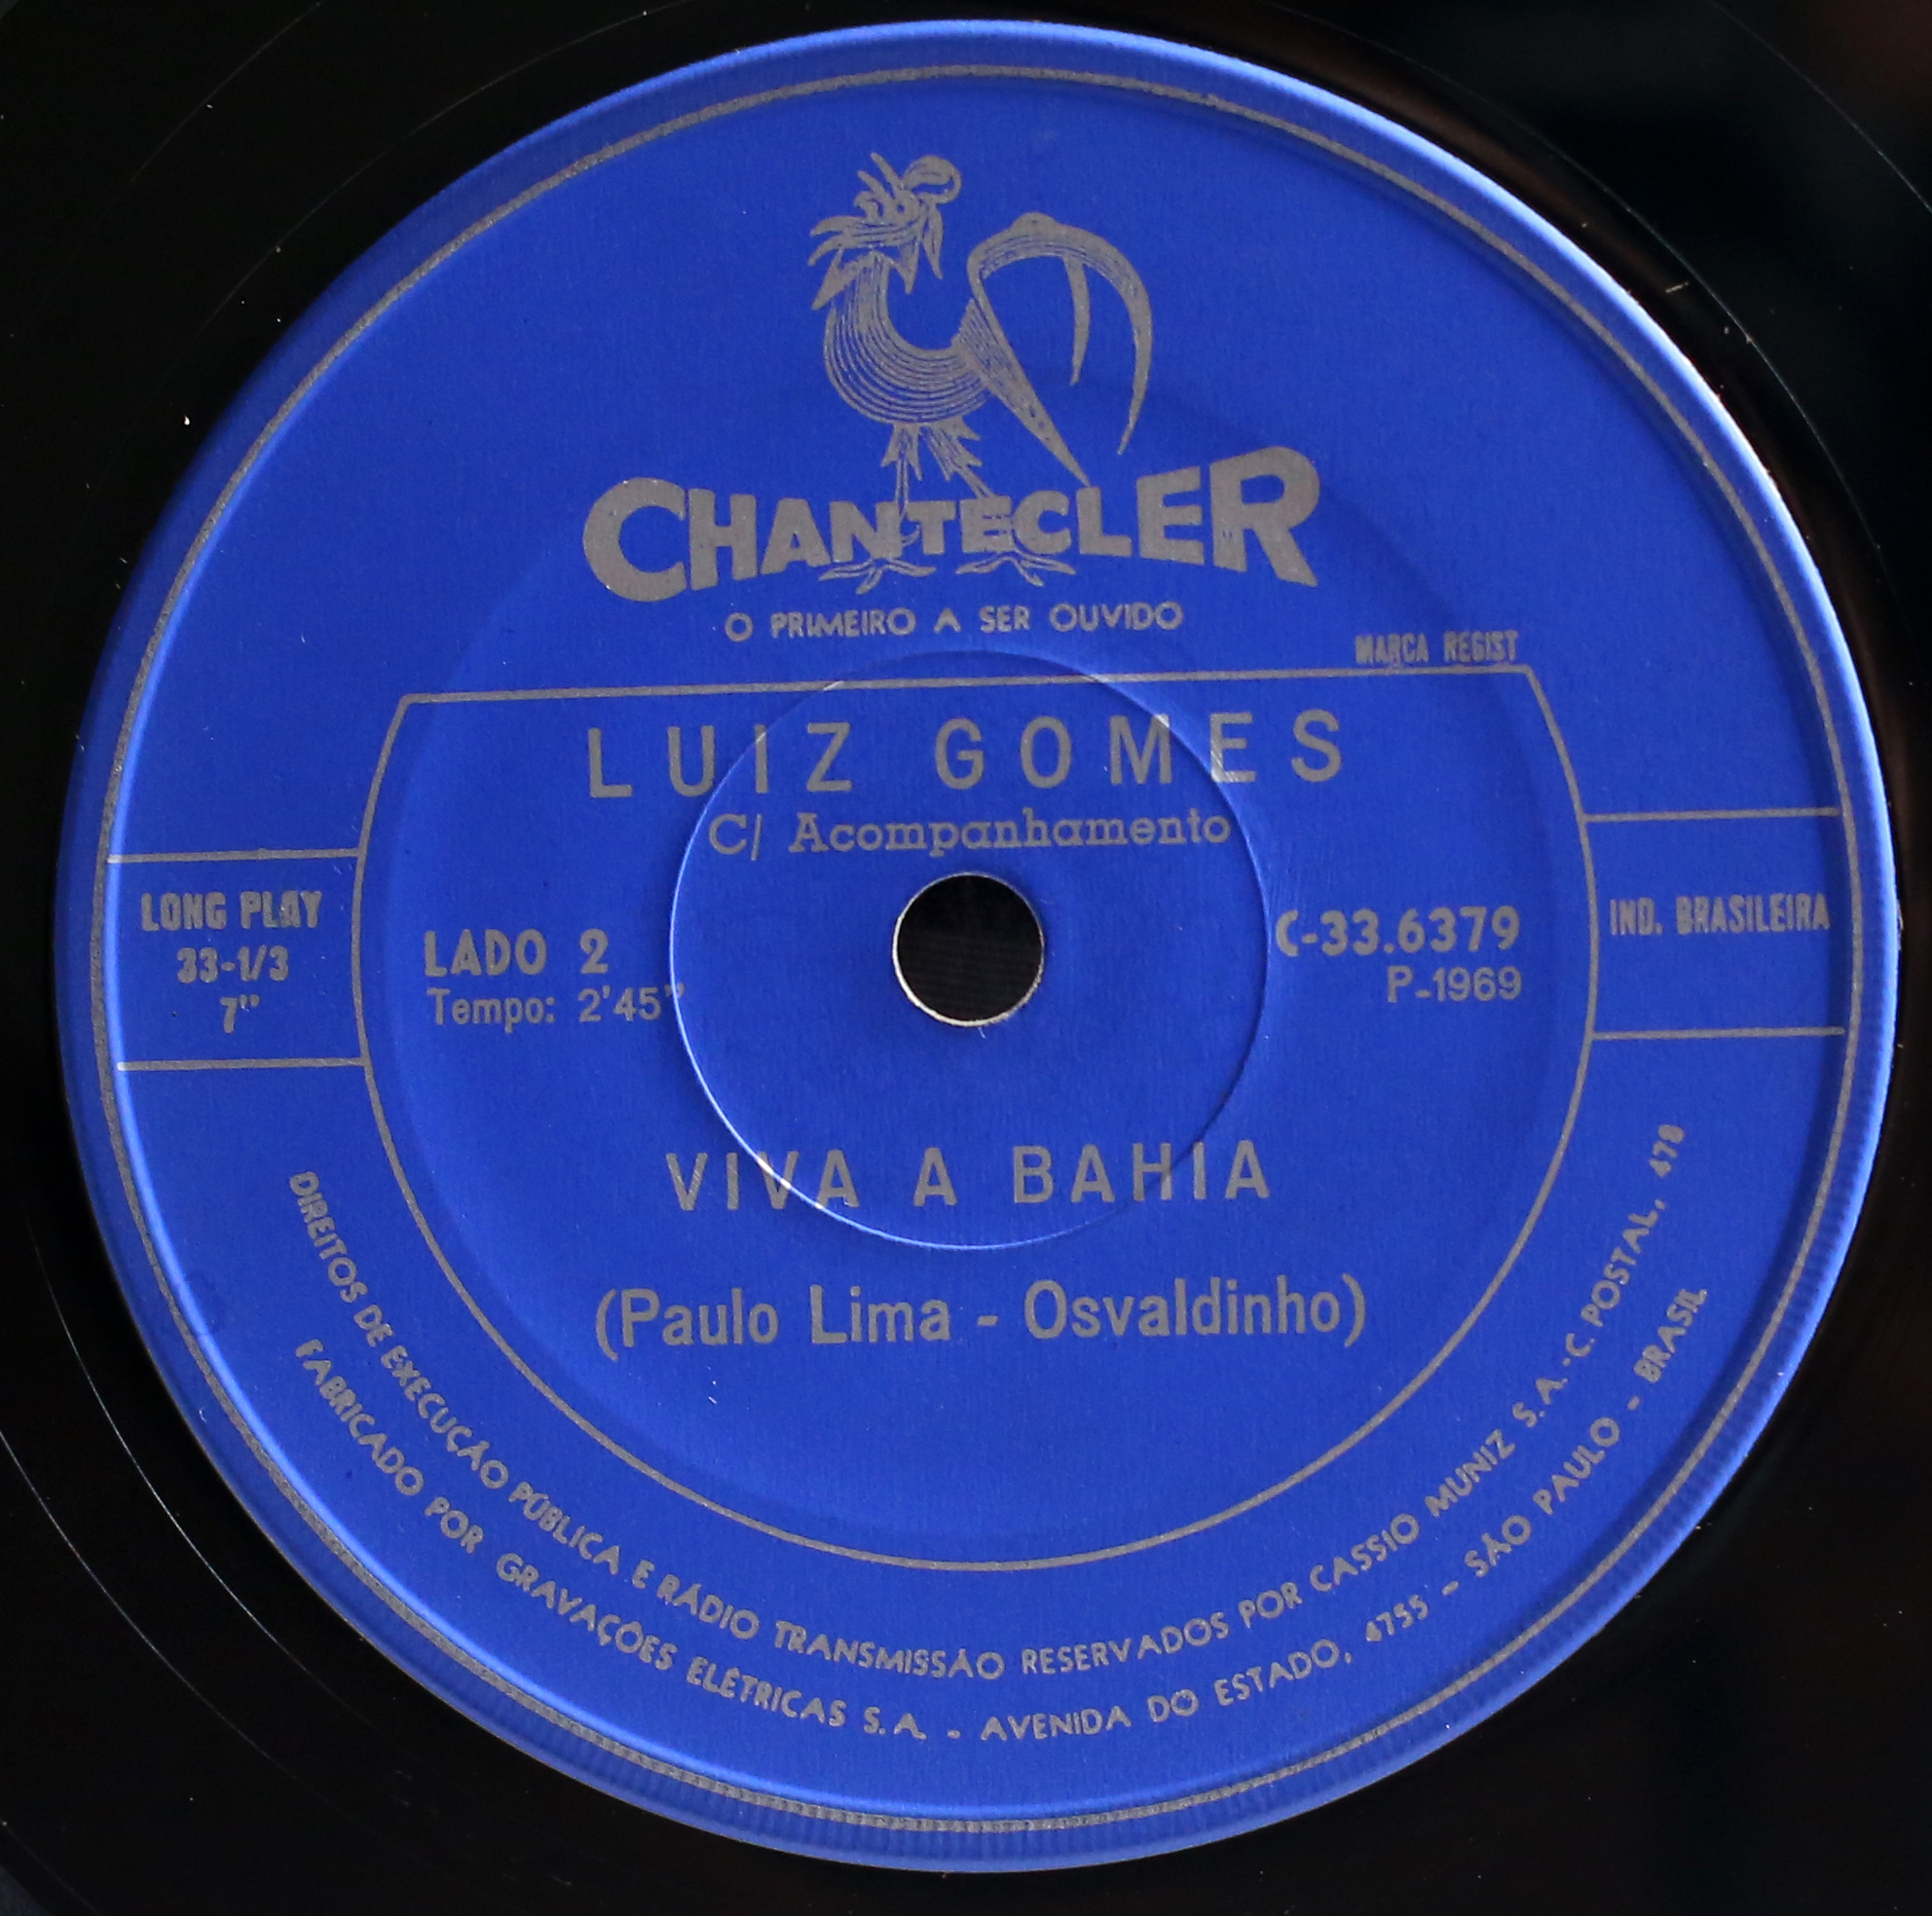 CHANTECLER
O PRIMEIRO A SER OUVIDO
MARCA REGIST
LUIZ GOMES
C/ Acompanhamento
LONG PLAY
33-1/3
7"
LADO 2
Tempo: 2'45"
C-33.6379
P-1969
IND. BRASILEIRA
VIVA A BAHIA
(Paulo Lima - Osvaldinho)
DIREITOS DE EXECUÇÃO PÚBLICA E RÁDIO TRANSMISSÃO RESERVADOS POR CASSIO MUNIZ S.A.-C. POSTAL, 478
FABRICADO POR GRAVAÇÕES ELÉTRICAS S.A. - AVENIDA DO ESTADO, 4755 - SÃO PAULO - BRASIL